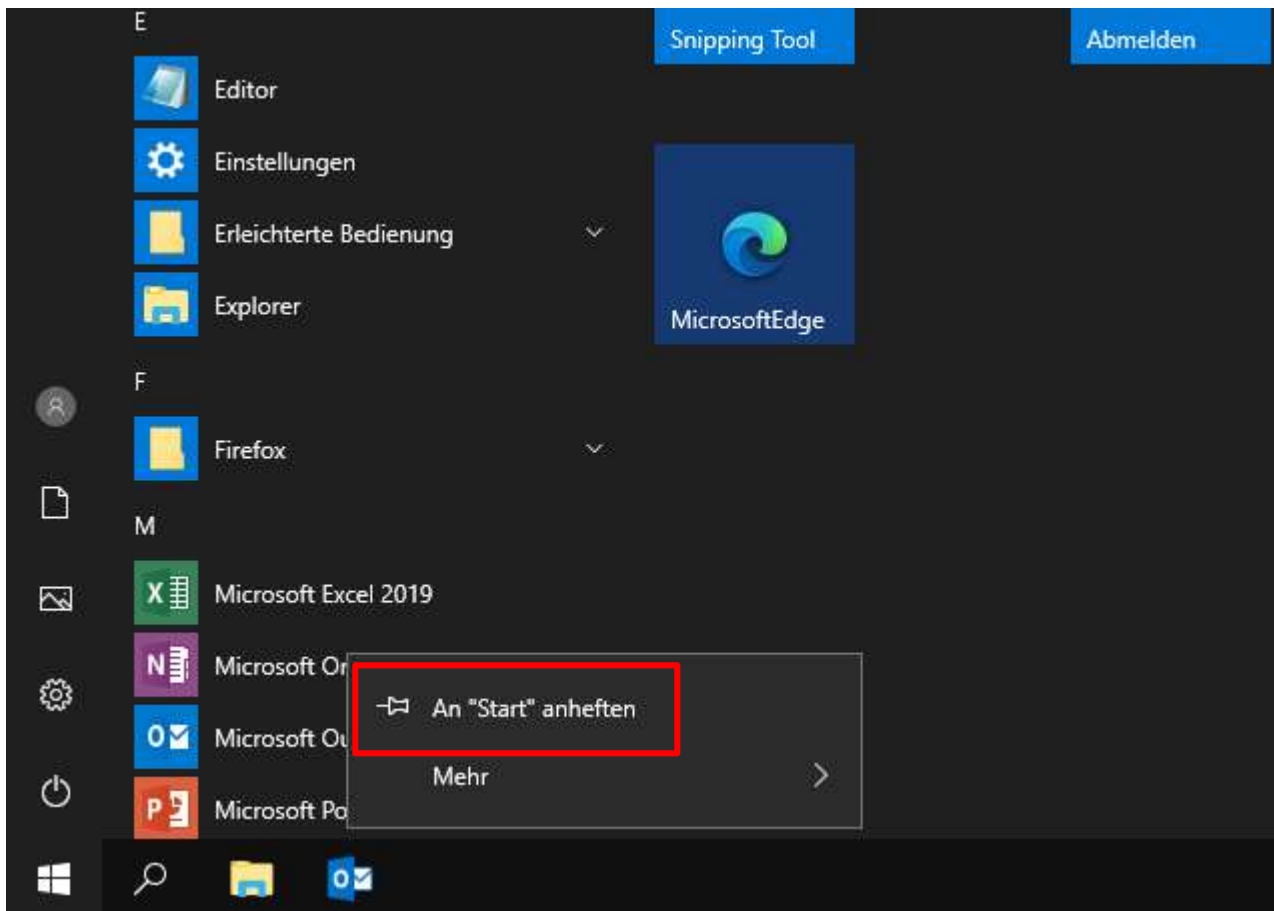 E
Editor
Einstellungen
Erleichterte Bedienung
Explorer
F
Firefox
M
Microsoft Excel 2019
Microsoft
Microsoft
Microsoft
An "Start" anheften
Mehr
Snipping Tool
Abmelden
MicrosoftEdge